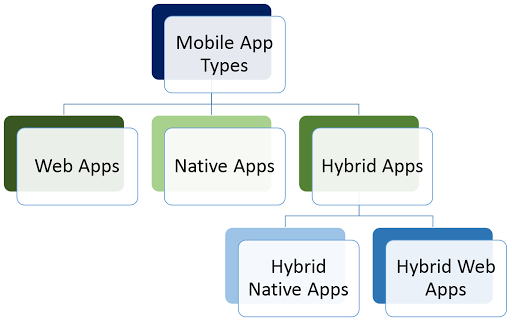 Mobile App
Types
Web Apps
Native Apps
Hybrid Apps
Hybrid
Native Apps
Hybrid Web
Apps